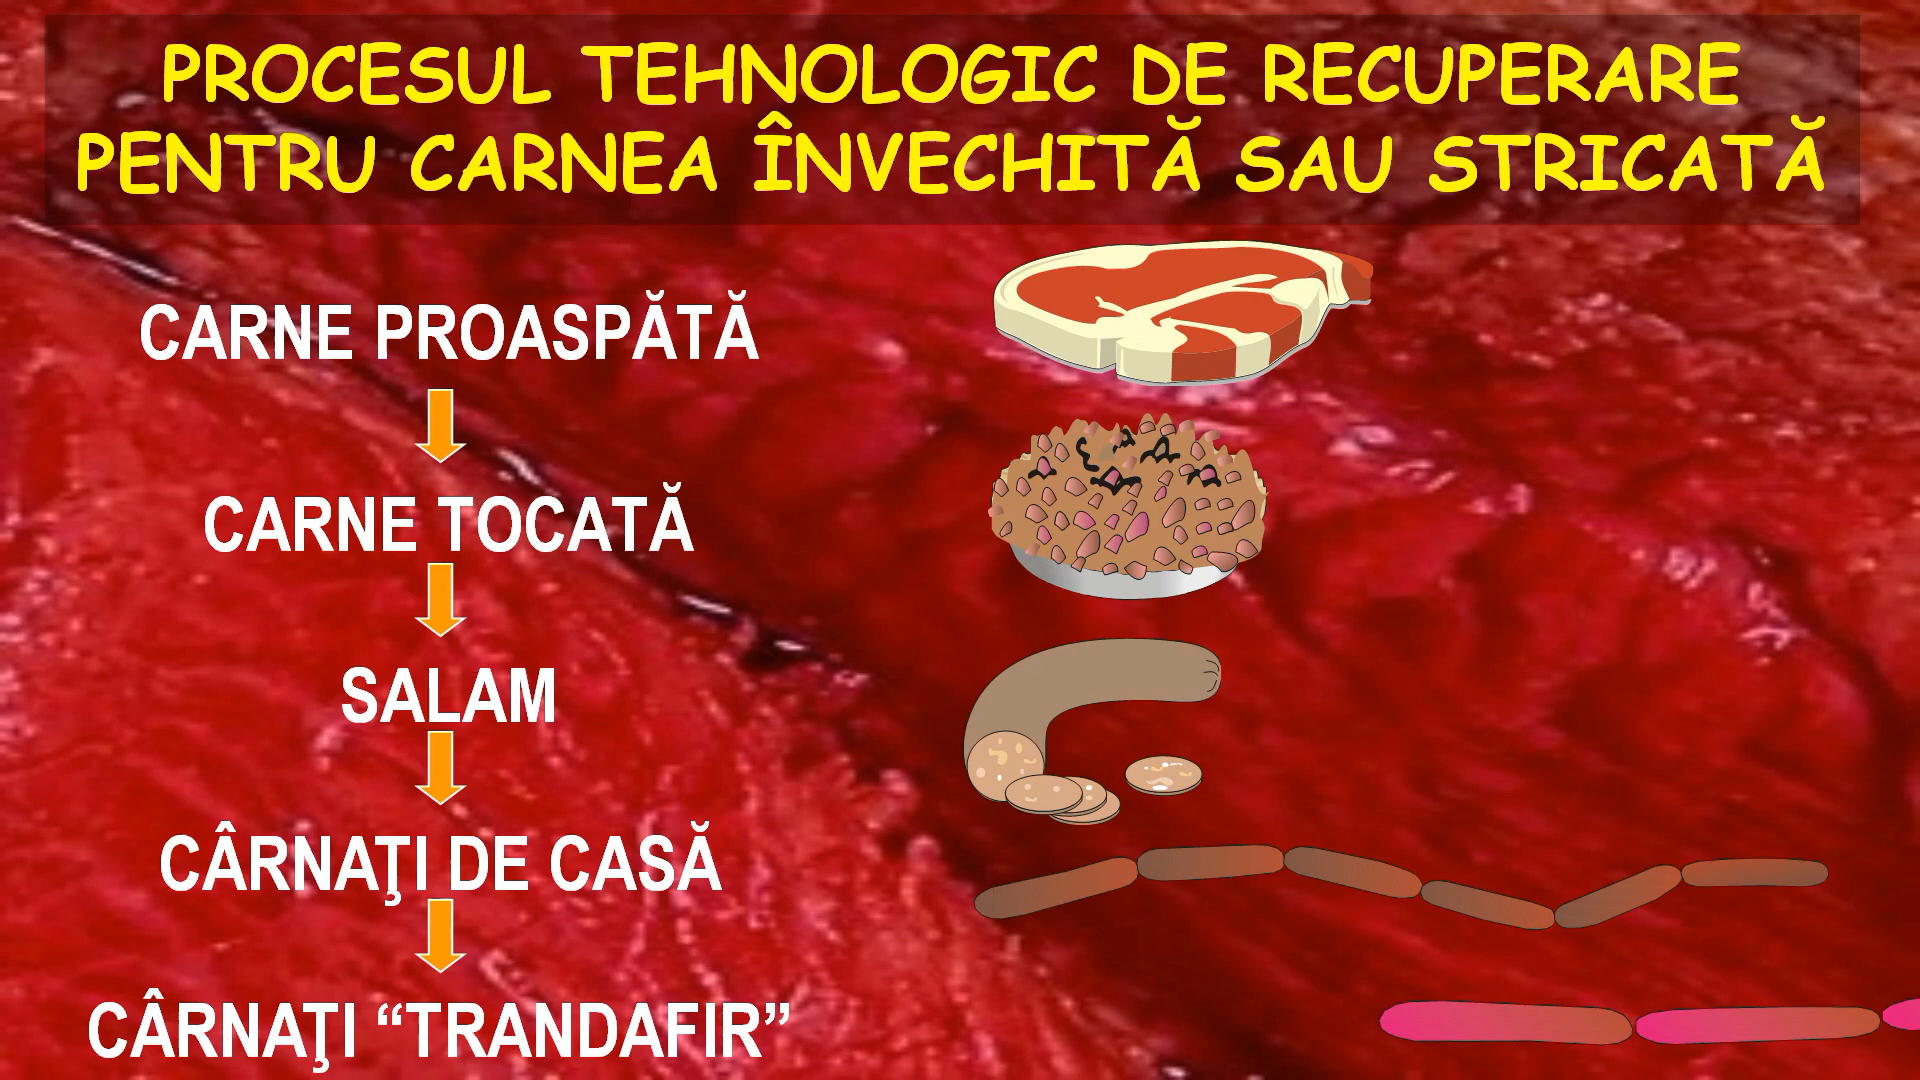 PROCESUL TEHNOLOGIC DE RECUPERARE
PENTRU CARNEA ÎNVECHITĂ SAU STRICATĂ
CARNE PROASPĂTĂ
CARNE TOCATĂ
SALAM
CÂRNAŢI DE CASĂ
CÂRNAŢI “TRANDAFIR”